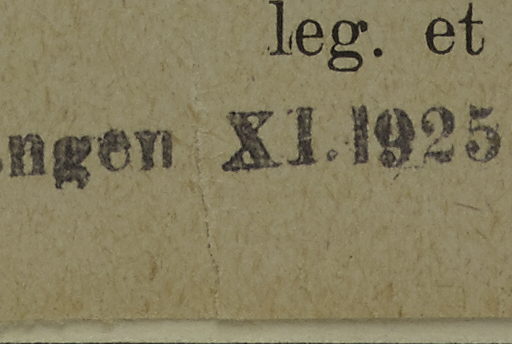 leg. et
ngen XI.1925